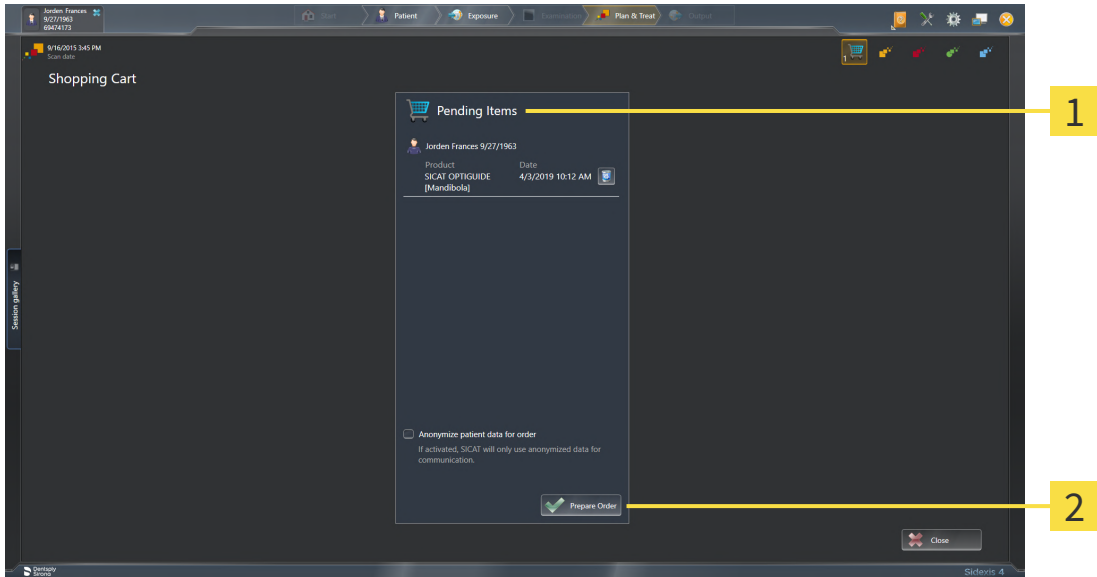 Jorden Frances
9/27/1963
69474173
Start
Patient
Exposure
Examination
Plan & Treat
Output
9/16/2015 3:45 PM
Scan date
1
Shopping Cart
Pending Items
1
Jorden Frances 9/27/1963
Product Date
SICAT OPTIGUIDE 4/3/2019 10:12 AM
[Mandibola]
Session gallery
Anonymize patient data for order
If activated, SICAT will only use anonymized data for
communication.
Prepare Order
2
Close
Dentsply
Sirona
Sidexis 4